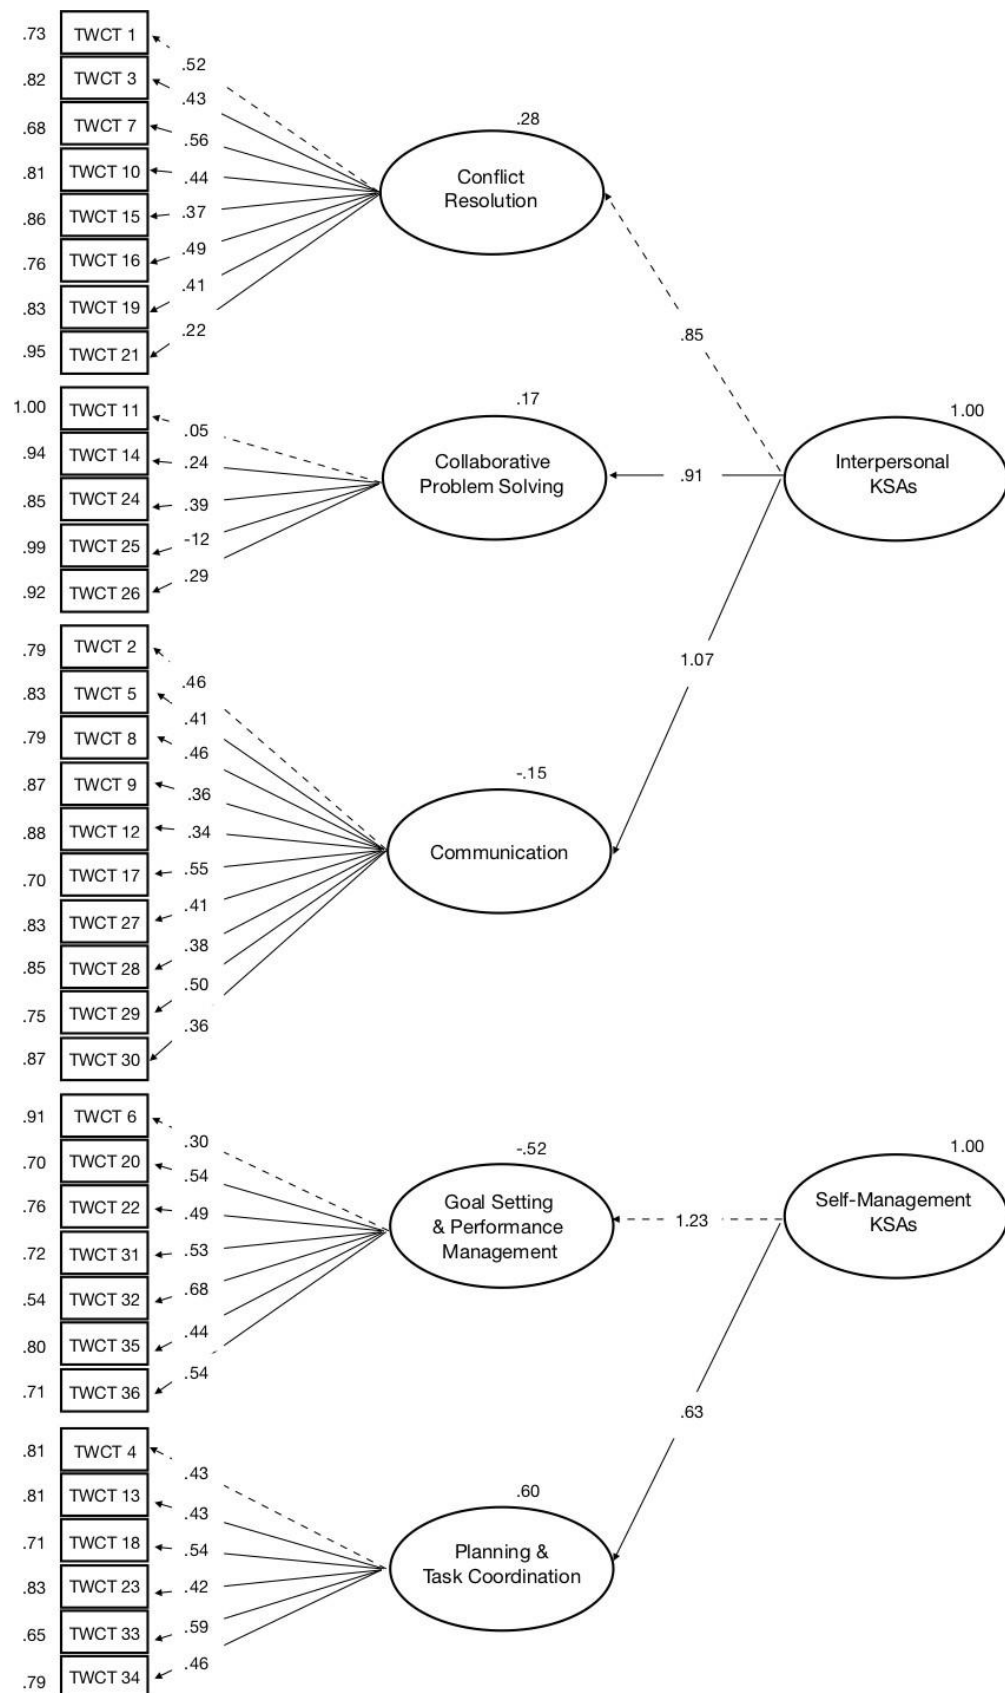 .73 TWCT 1
.82 TWCT 3
.68 TWCT 7
.81 TWCT 10
.86 TWCT 15
.76 TWCT 16
.83 TWCT 19
.95 TWCT 21
.52
.43
.56
.44
.37
.49
.41
.22
.28
Conflict
Resolution
.85
1.00 TWCT 11
.94 TWCT 14
.85 TWCT 24
.99 TWCT 25
.92 TWCT 26
.05
.24
.39
-.12
.29
.17
Collaborative
Problem Solving
.91
1.00
Interpersonal
KSAs
.79 TWCT 2
.83 TWCT 5
.79 TWCT 8
.87 TWCT 9
.88 TWCT 12
.70 TWCT 17
.83 TWCT 27
.85 TWCT 28
.75 TWCT 29
.87 TWCT 30
.46
.41
.46
.36
.34
.55
.41
.38
.50
.36
-.15
Communication
1.07
.91 TWCT 6
.70 TWCT 20
.76 TWCT 22
.72 TWCT 31
.54 TWCT 32
.80 TWCT 35
.71 TWCT 36
.30
.54
.49
.53
.68
.44
.54
-.52
Goal Setting
& Performance
Management
1.23
1.00
Self-Management
KSAs
.81 TWCT 4
.81 TWCT 13
.71 TWCT 18
.83 TWCT 23
.65 TWCT 33
.79 TWCT 34
.43
.43
.54
.42
.59
.46
.60
Planning &
Task Coordination
.63